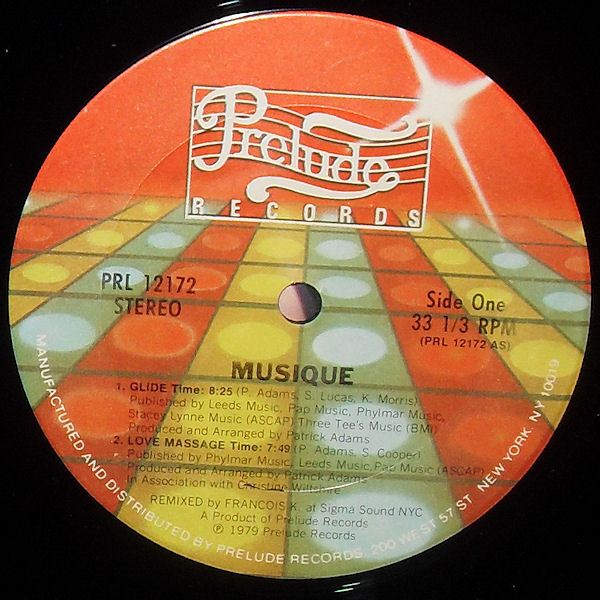 Prelude
RECORDS
PRL 12172
STEREO
Side One
33 1/3 RPM
(PRL 12172 AS)
MUSIQUE
1. GLIDE Time: 8:25 (P. Adams, S. Lucas, K. Morris)
Published by Leeds Music, Pap Music, Phylmar Music,
Stacey Lynne Music (ASCAP) Three Tee's Music (BMI)
Produced and Arranged by Patrick Adams
2. LOVE MASSAGE Time: 7:49 (P. Adams, S. Cooper)
Published by Phylmar Music, Leeds Music, Pap Music (ASCAP)
Produced and Arranged by Patrick Adams
In Association with Christine Wiltshire
REMIXED by FRANCOIS K. at Sigma Sound NYC
A Product of Prelude Records
℗ 1979 Prelude Records
MANUFACTURED AND DISTRIBUTED BY PRELUDE RECORDS, 200 WEST 57 ST. NEW YORK, NY 10019